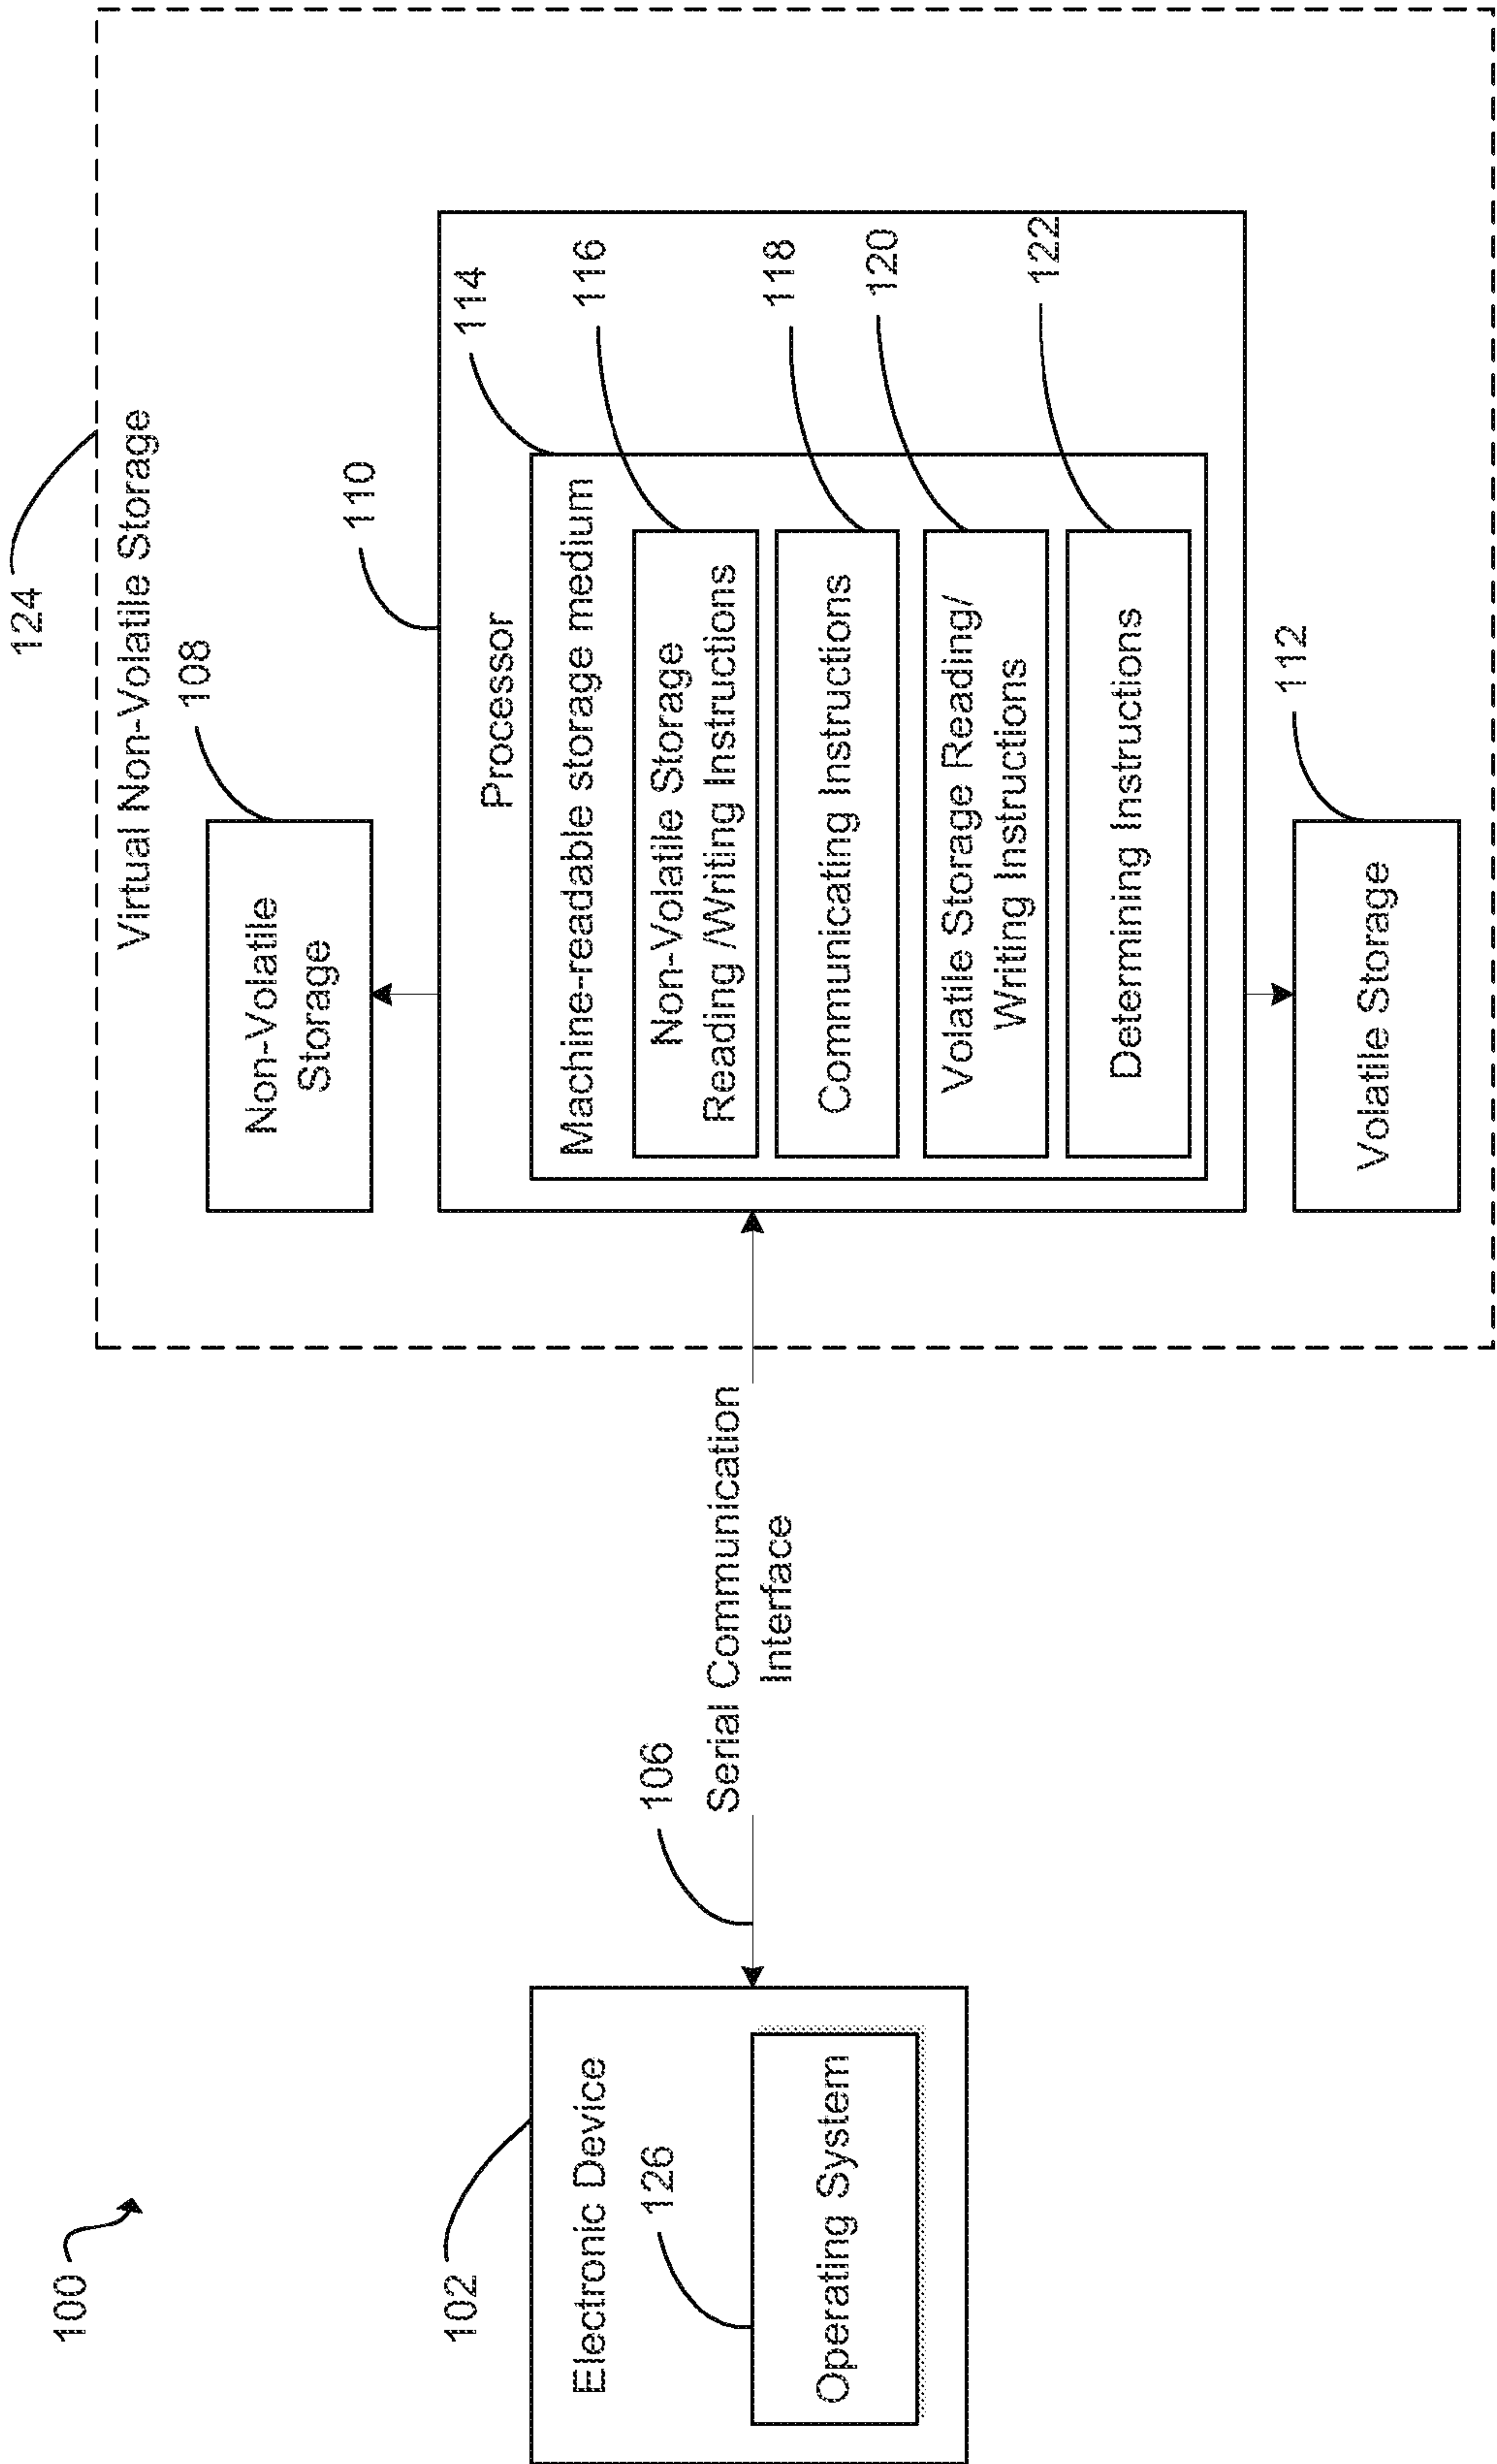 100
124
Virtual Non-Volatile Storage
108
Non-Volatile
Storage
110
Processor
114
Machine-readable storage medium
116
Non-Volatile Storage
Reading /Writing Instructions
118
Communicating Instructions
120
Volatile Storage Reading/
Writing Instructions
122
Determining Instructions
112
Volatile Storage
102
Electronic Device
126
Operating System
106
Serial Communication
Interface